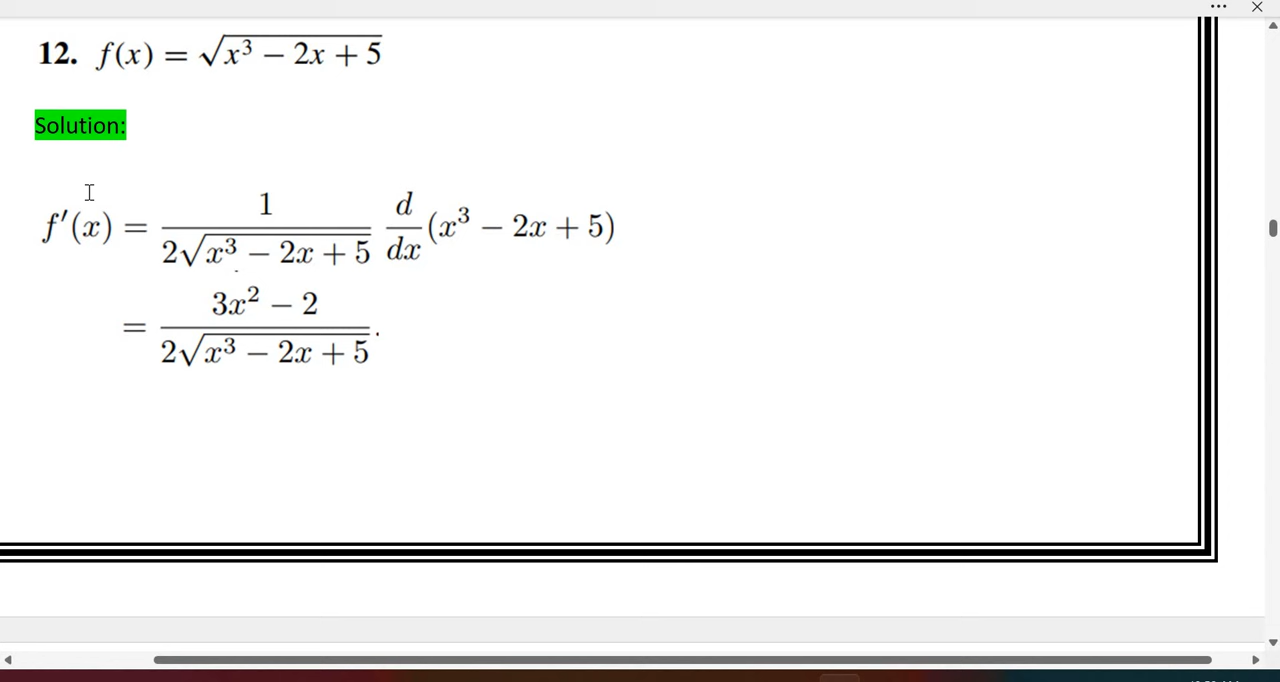 12. f(x) = √(x³ − 2x + 5)
Solution:
f′(x) = 1/(2√(x³ − 2x + 5)) d/dx (x³ − 2x + 5)
= (3x² − 2)/(2√(x³ − 2x + 5)).